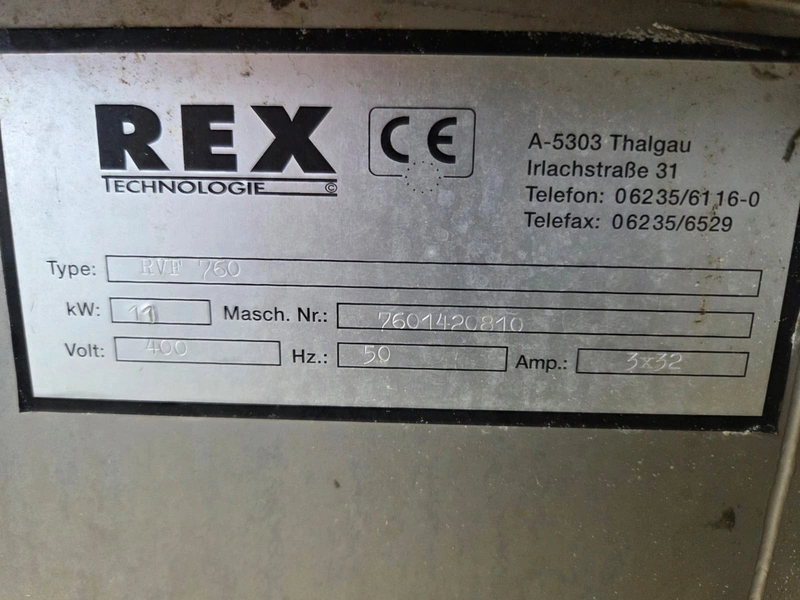 REX
TECHNOLOGIE ©
CE
A-5303 Thalgau
Irlachstraße 31
Telefon: 06235/6116-0
Telefax: 06235/6529
Type: RVF 760
kW: 11 Masch. Nr.: 7601420810
Volt: 400 Hz.: 50 Amp.: 3x32